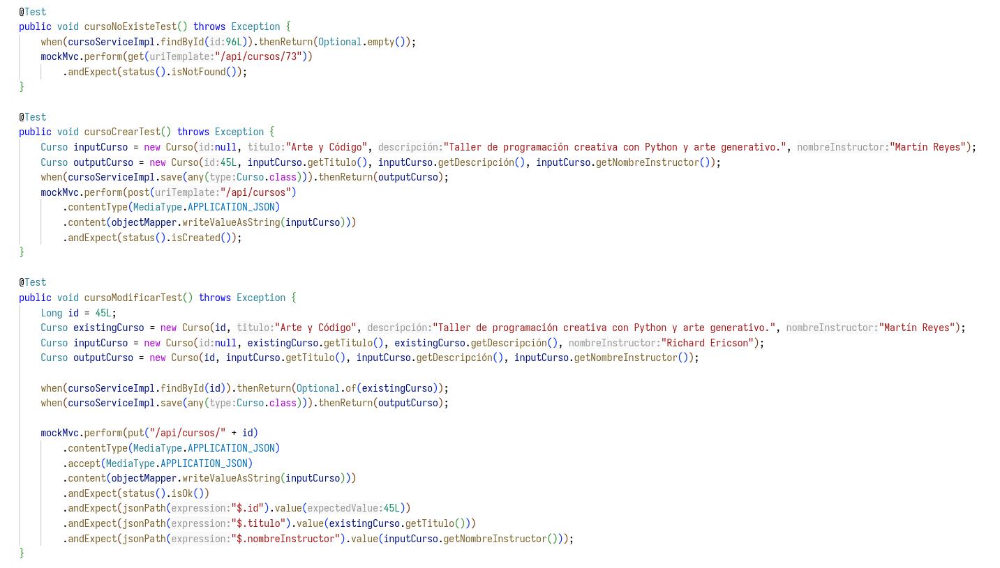 @Test
public void cursoNoExisteTest() throws Exception {
    when(cursoServiceImpl.findById(id:96L)).thenReturn(Optional.empty());
    mockMvc.perform(get(uriTemplate:"/api/cursos/73"))
        .andExpect(status().isNotFound());
}

@Test
public void cursoCrearTest() throws Exception {
    Curso inputCurso = new Curso(id:null, titulo:"Arte y Código", descripción:"Taller de programación creativa con Python y arte generativo.", nombreInstructor:"Martín Reyes");
    Curso outputCurso = new Curso(id:45L, inputCurso.getTitulo(), inputCurso.getDescripción(), inputCurso.getNombreInstructor());
    when(cursoServiceImpl.save(any(type:Curso.class))).thenReturn(outputCurso);
    mockMvc.perform(post(uriTemplate:"/api/cursos")
        .contentType(MediaType.APPLICATION_JSON)
        .content(objectMapper.writeValueAsString(inputCurso)))
        .andExpect(status().isCreated());
}

@Test
public void cursoModificarTest() throws Exception {
    Long id = 45L;
    Curso existingCurso = new Curso(id, titulo:"Arte y Código", descripción:"Taller de programación creativa con Python y arte generativo.", nombreInstructor:"Martín Reyes");
    Curso inputCurso = new Curso(id:null, existingCurso.getTitulo(), existingCurso.getDescripción(), nombreInstructor:"Richard Ericson");
    Curso outputCurso = new Curso(id, inputCurso.getTitulo(), inputCurso.getDescripción(), inputCurso.getNombreInstructor());

    when(cursoServiceImpl.findById(id)).thenReturn(Optional.of(existingCurso));
    when(cursoServiceImpl.save(any(type:Curso.class))).thenReturn(outputCurso);

    mockMvc.perform(put("/api/cursos/" + id)
        .contentType(MediaType.APPLICATION_JSON)
        .accept(MediaType.APPLICATION_JSON)
        .content(objectMapper.writeValueAsString(inputCurso)))
        .andExpect(status().isOk())
        .andExpect(jsonPath(expression:"$.id").value(expectedValue:45L))
        .andExpect(jsonPath(expression:"$.titulo").value(existingCurso.getTitulo()))
        .andExpect(jsonPath(expression:"$.nombreInstructor").value(inputCurso.getNombreInstructor()));
}